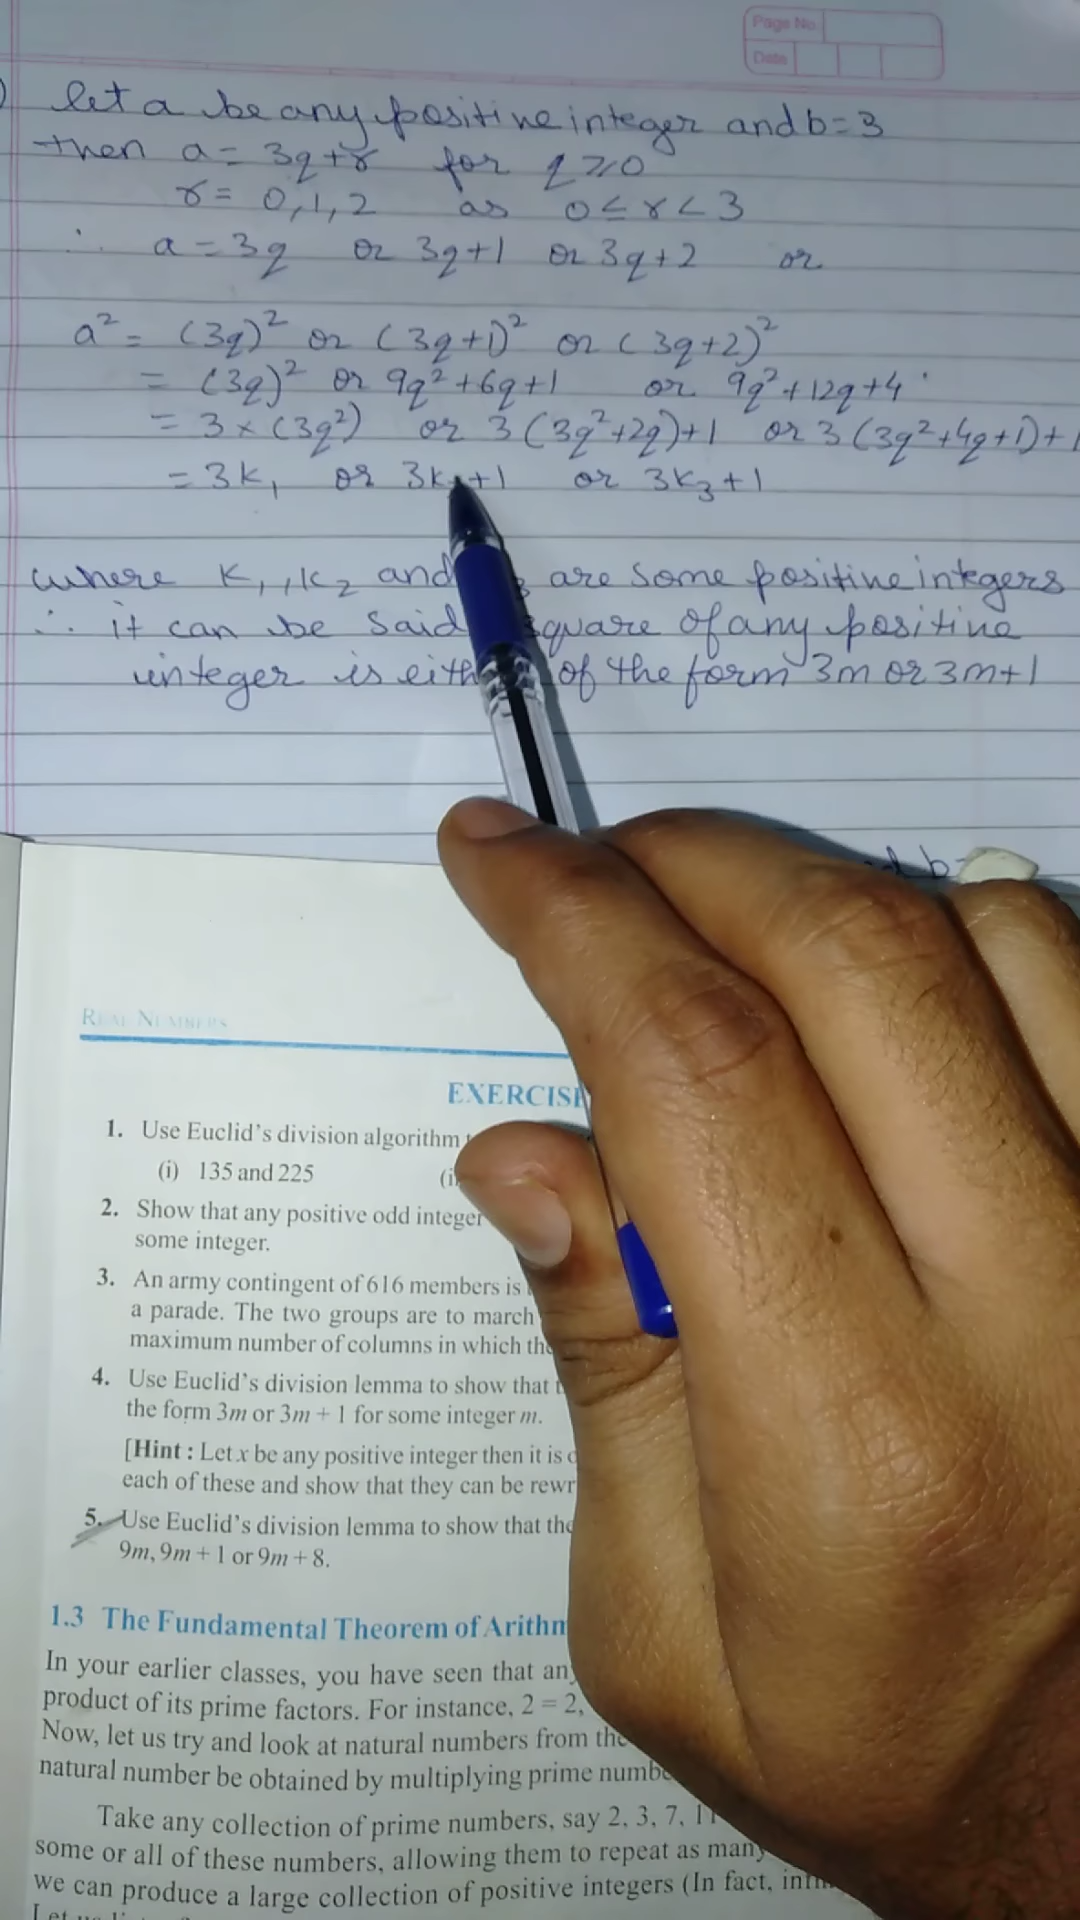 Page No
Date
let a be any positive integer and b = 3
then a = 3q + r for q ≥ 0
r = 0, 1, 2 as 0 ≤ r < 3
∴ a = 3q or 3q + 1 or 3q + 2 or
a² = (3q)² or (3q + 1)² or (3q + 2)²
= (3q)² or 9q² + 6q + 1 or 9q² + 12q + 4
= 3 × (3q²) or 3(3q² + 2q) + 1 or 3(3q² + 4q + 1) + 1
= 3k₁ or 3k + 1 or 3k₃ + 1
where k₁, k₂ and are some positive integers
∴ it can be said square of any positive
integer is of the form 3m or 3m + 1
b
REAL NUMBERS
EXERCISE
1. Use Euclid's division algorithm
(i) 135 and 225
2. Show that any positive odd integer
some integer.
3. An army contingent of 616 members is
a parade. The two groups are to march
maximum number of columns in which
4. Use Euclid's division lemma to show that
the form 3m or 3m + 1 for some integer m.
[Hint : Let x be any positive integer then it is
each of these and show that they can be
5. Use Euclid's division lemma to show that the
9m, 9m + 1 or 9m + 8.
1.3 The Fundamental Theorem of
In your earlier classes, you have seen that
product of its prime factors. For instance, 2 = 2,
Now, let us try and look at natural numbers from the
natural number be obtained by multiplying prime
Take any collection of prime numbers, say 2, 3, 7,
some or all of these numbers, allowing them to repeat as many
we can produce a large collection of positive integers (In fact,
Let